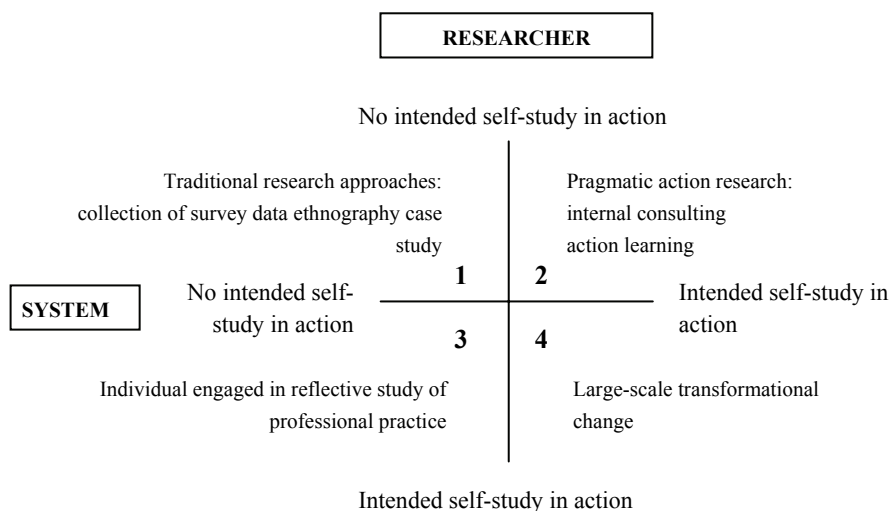 RESEARCHER
No intended self-study in action
Traditional research approaches:
collection of survey data ethnography case
study
Pragmatic action research:
internal consulting
action learning
1
2
SYSTEM
No intended self-
study in action
Intended self-study in
action
3
4
Individual engaged in reflective study of
professional practice
Large-scale transformational
change
Intended self-study in action